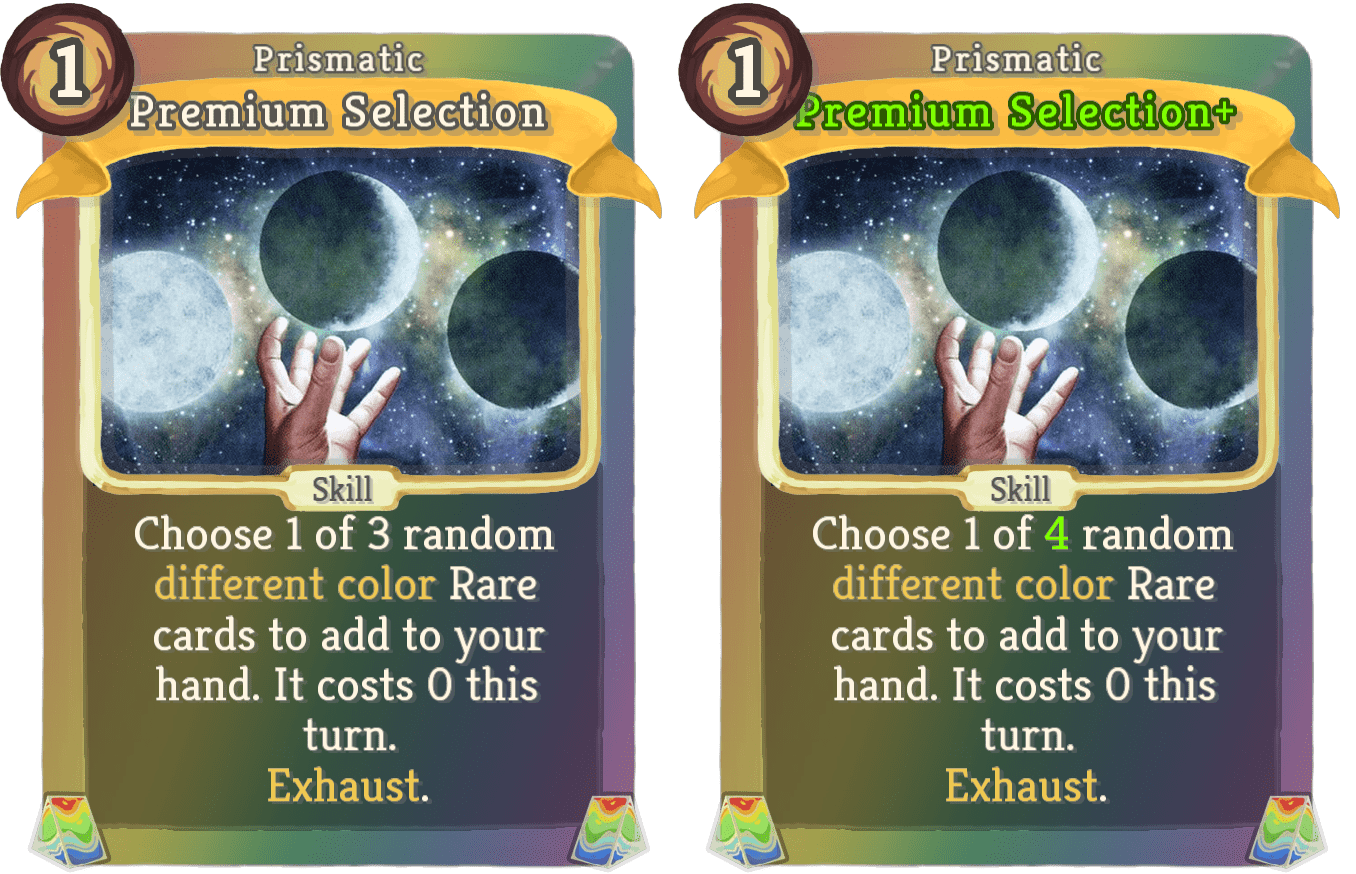 1
Prismatic
Premium Selection
Skill
Choose 1 of 3 random
different color Rare
cards to add to your
hand. It costs 0 this
turn.
Exhaust.
1
Prismatic
Premium Selection+
Skill
Choose 1 of 4 random
different color Rare
cards to add to your
hand. It costs 0 this
turn.
Exhaust.